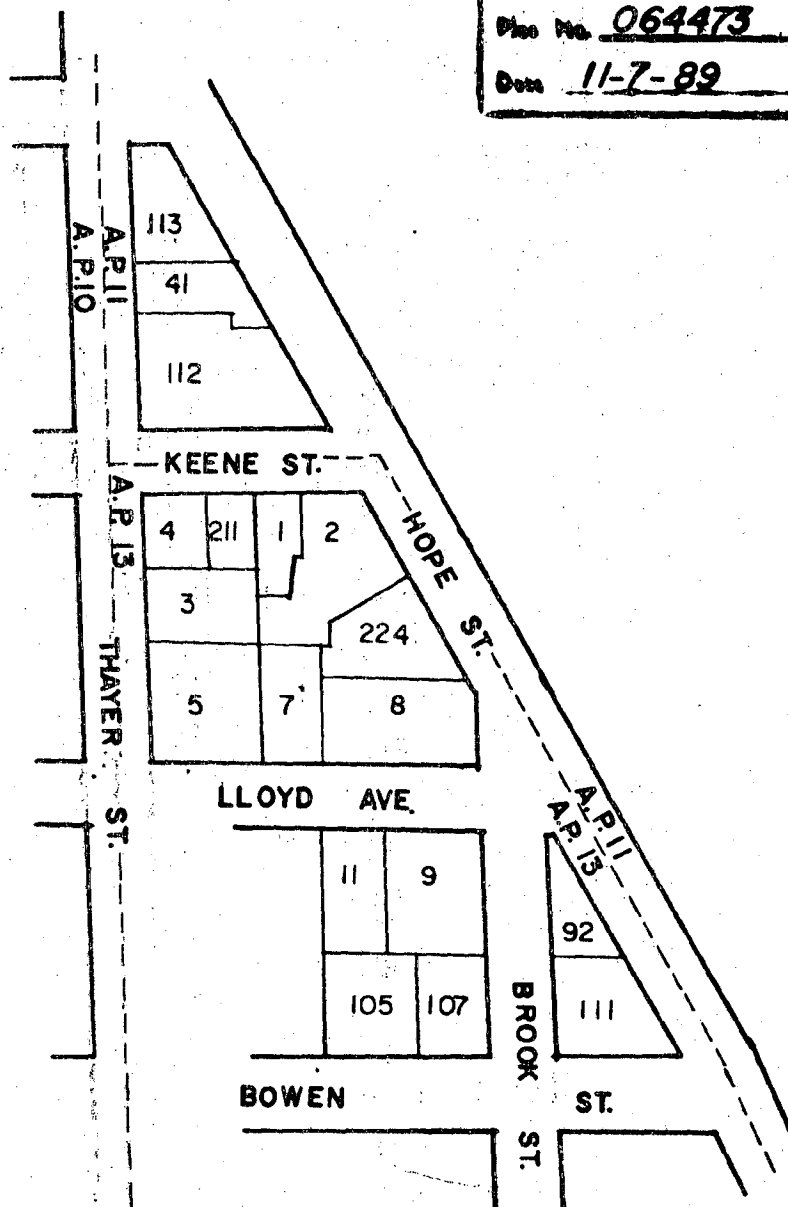 Plan No. 064473
Date 11-7-89
113
A.P. 11
A.P. 10
41
112
KEENE ST.
A.P. 13
4
211
1
2
HOPE ST.
3
224
THAYER ST.
5
7
8
LLOYD AVE.
A.P. 11
A.P. 13
11
9
92
105
107
BROOK ST.
111
BOWEN ST.